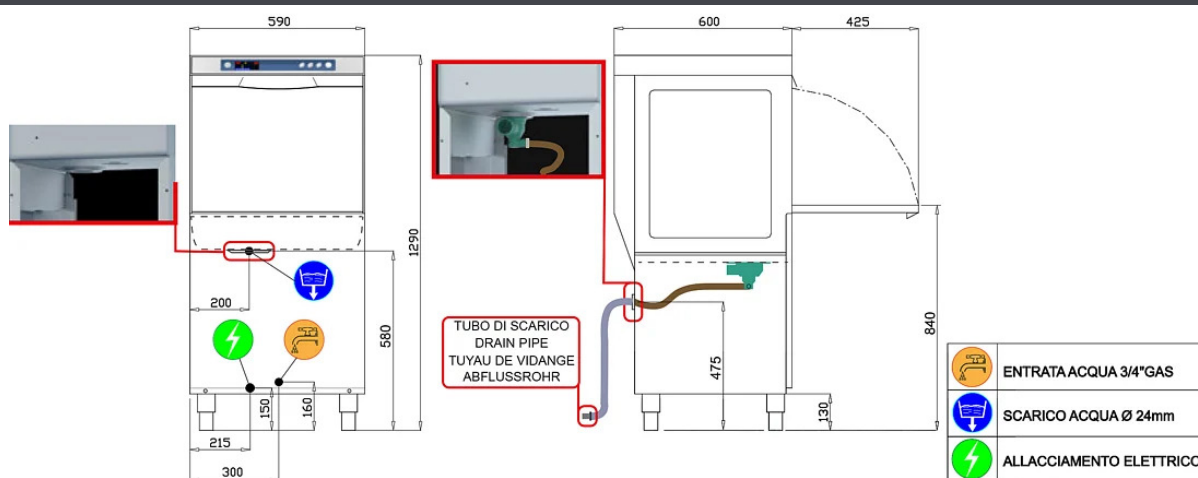 590
600
425
1290
200
580
TUBO DI SCARICO
DRAIN PIPE
TUYAU DE VIDANGE
ABFLUSSROHR
475
840
150
160
130
215
300
ENTRATA ACQUA 3/4"GAS
SCARICO ACQUA Ø 24mm
ALLACCIAMENTO ELETTRICO